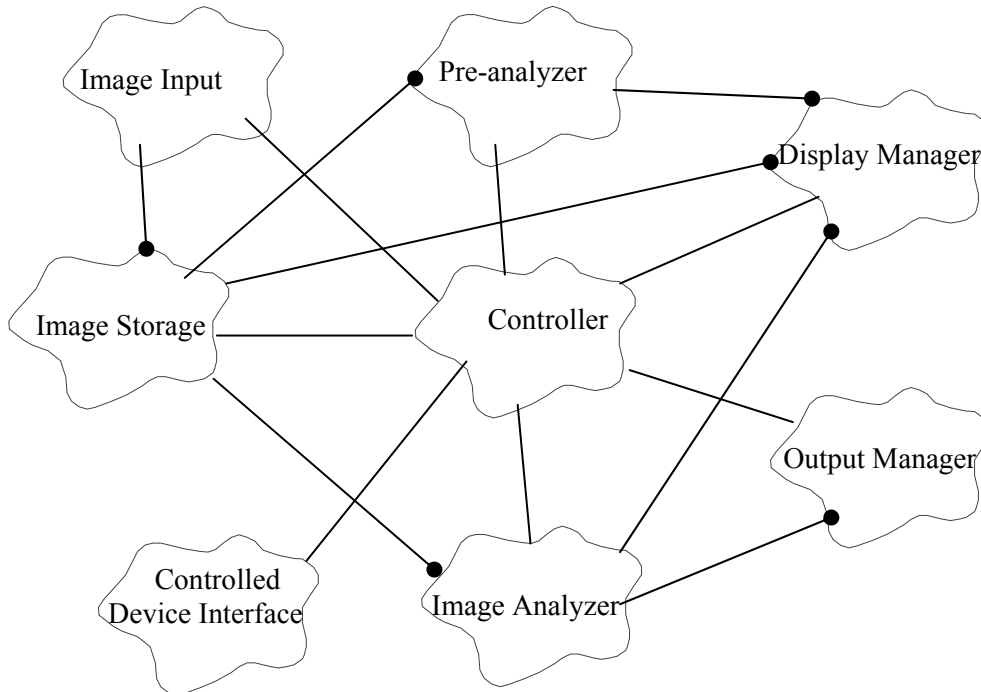 Image Input
Pre-analyzer
Display Manager
Image Storage
Controller
Output Manager
Controlled
Device Interface
Image Analyzer